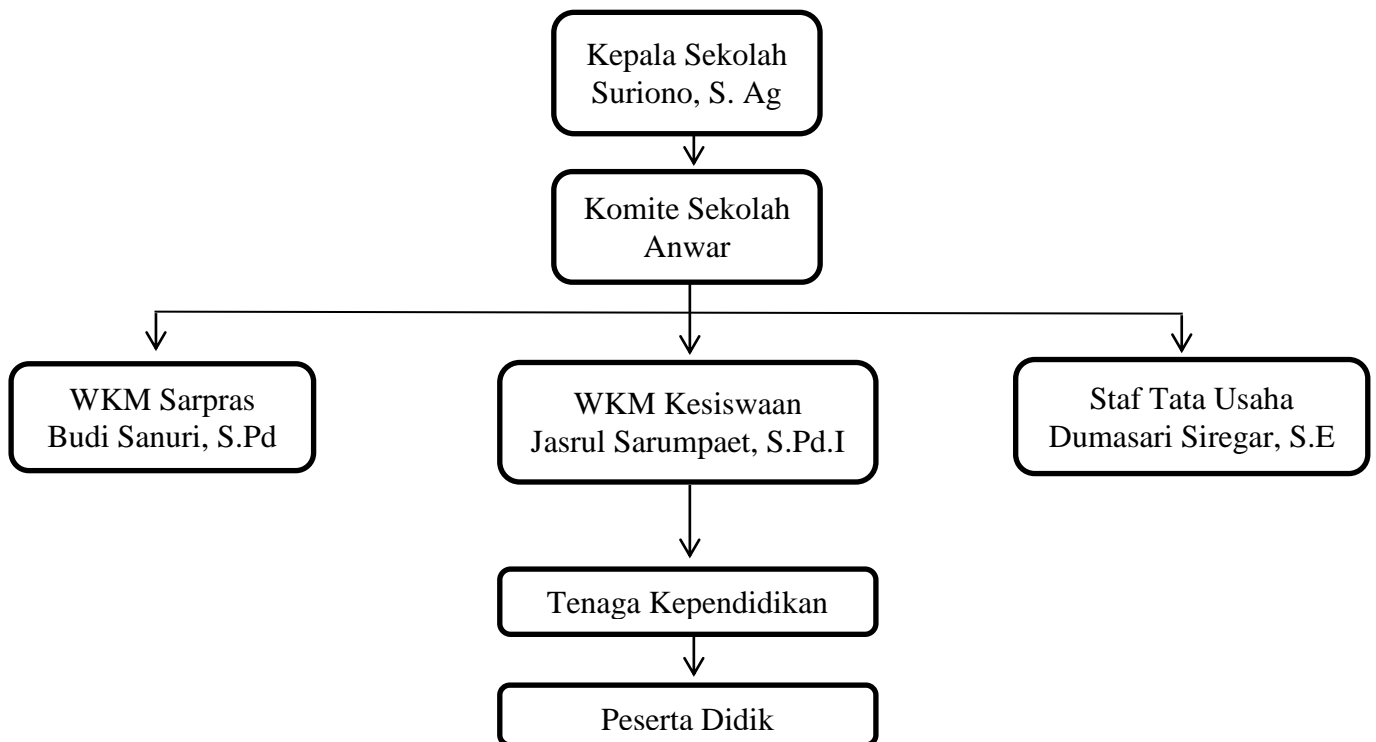 Kepala Sekolah
Suriono, S. Ag
Komite Sekolah
Anwar
WKM Sarpras
Budi Sanuri, S.Pd
WKM Kesiswaan
Jasrul Sarumpaet, S.Pd.I
Staf Tata Usaha
Dumasari Siregar, S.E
Tenaga Kependidikan
Peserta Didik